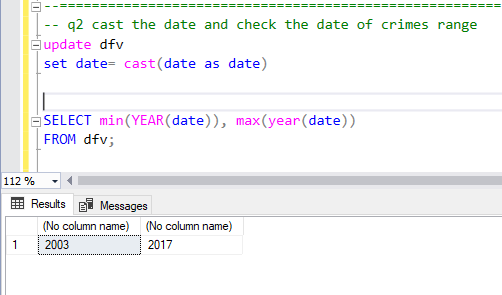 --=====================================================
-- q2 cast the date and check the date of crimes range
update dfv
set date= cast(date as date)
SELECT min(YEAR(date)), max(year(date))
FROM dfv;
112 %
Results Messages
(No column name) (No column name)
1 2003 2017